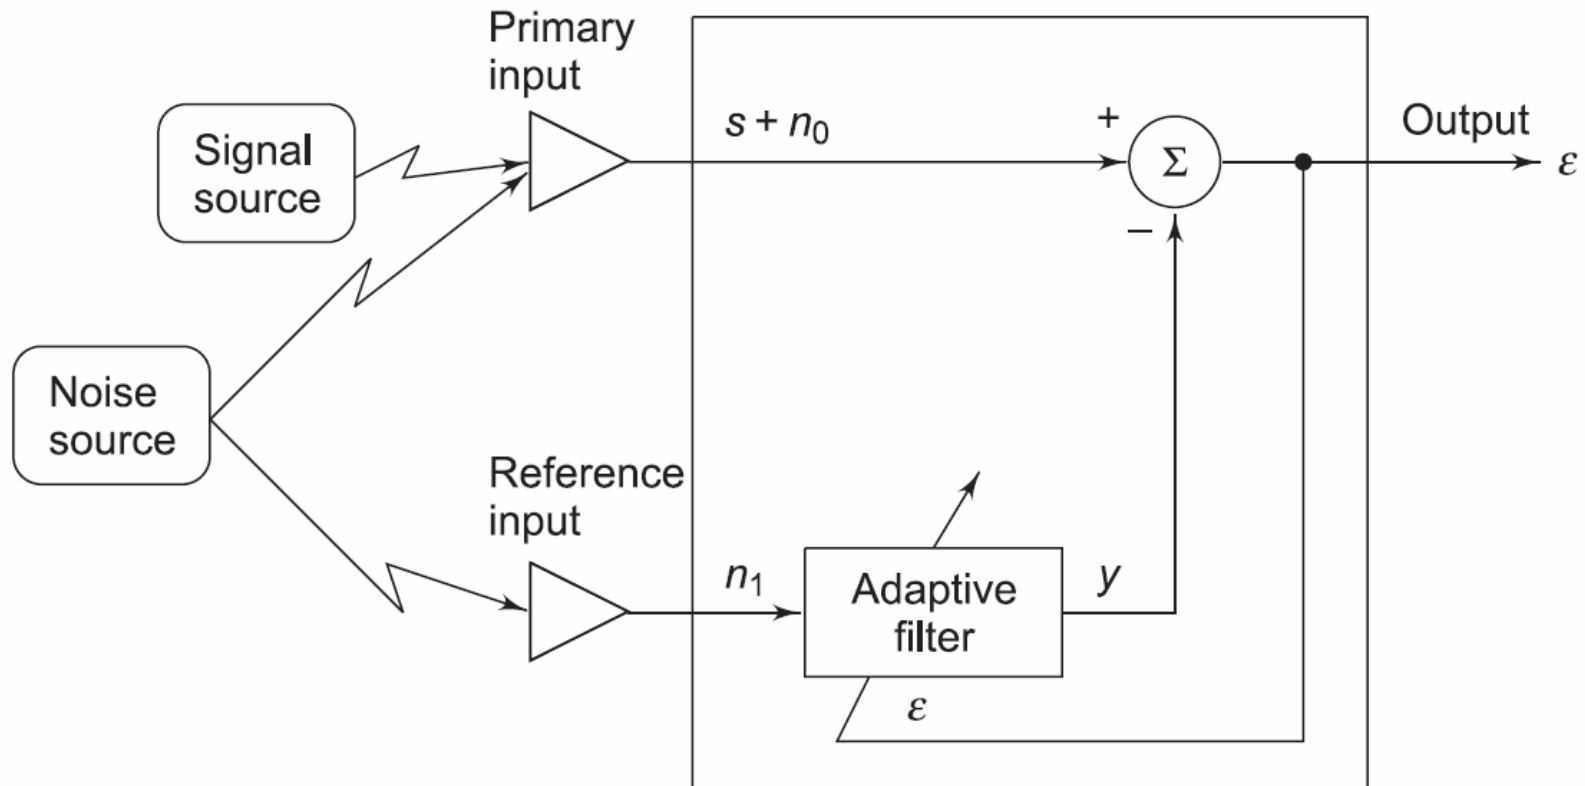 Primary
input
Signal
source
s + n₀
+
Σ
−
Output
ε
Noise
source
Reference
input
n₁
Adaptive
filter
y
ε